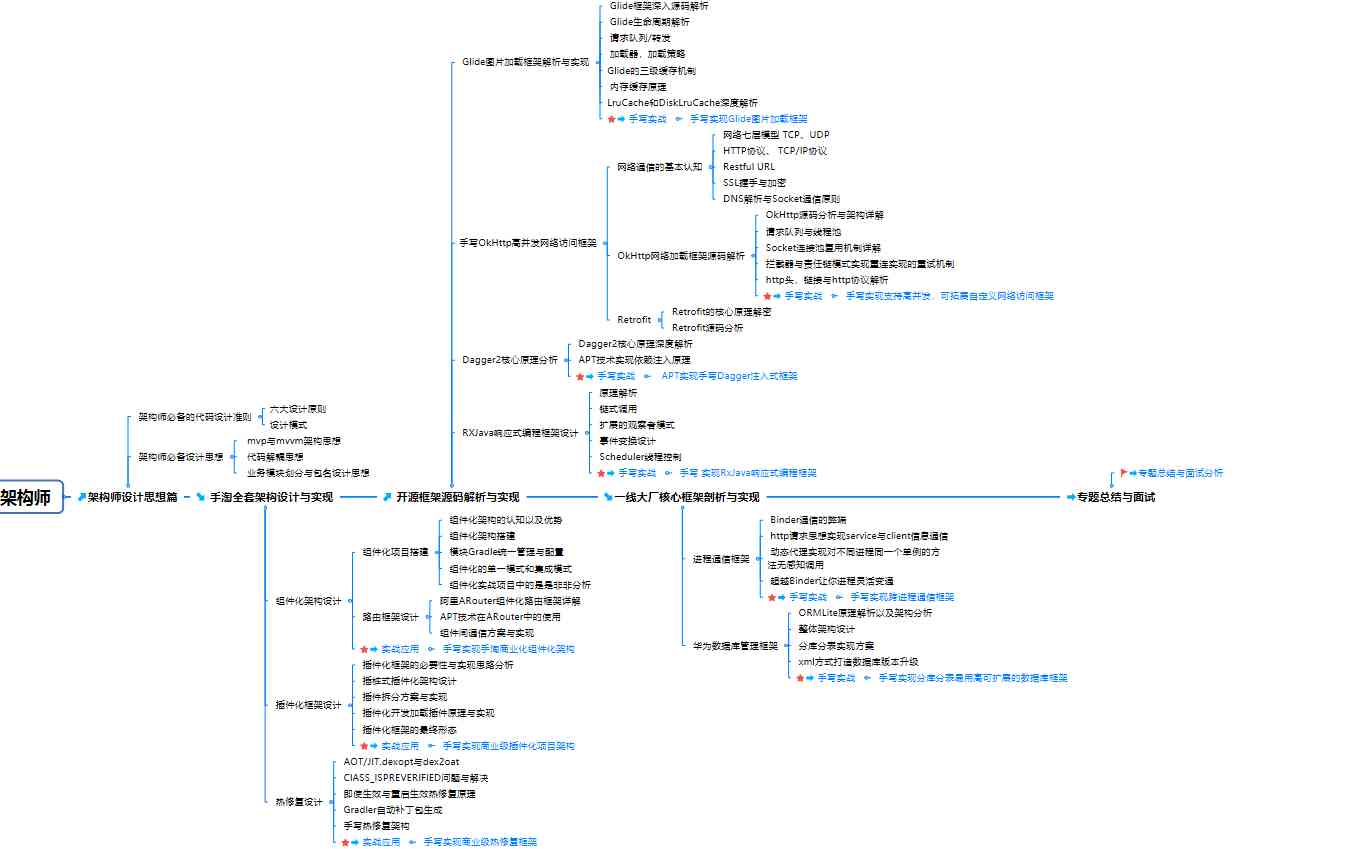 架构师
架构师设计思想篇
架构师必备的代码设计准则
六大设计原则
设计模式
架构师必备设计思想
mvp与mvvm架构思想
代码解耦思想
业务模块划分与包名设计思想
手淘全套架构设计与实现
组件化架构设计
组件化项目搭建
组件化架构的认知以及优势
组件化架构搭建
模块Gradle统一管理与配置
组件化的单一模式和集成模式
组件化实战项目中的是是非非分析
路由框架设计
阿里ARouter组件化路由框架详解
APT技术在ARouter中的使用
组件间通信方案与实现
实战应用
手写实现手淘商业化组件化架构
插件化框架设计
插件化框架的必要性与实现思路分析
插桩式插件化架构设计
插件拆分方案与实现
插件化开发加载插件原理与实现
插件化框架的最终形态
实战应用
手写实现商业级插件化项目架构
热修复设计
AOT/JIT.dexopt与dex2oat
CIASS_ISPREVERIFIED问题与解决
即使生效与重启生效热修复原理
Gradler自动补丁包生成
手写热修复架构
实战应用
手写实现商业级热修复框架
开源框架源码解析与实现
Glide图片加载框架解析与实现
Glide框架深入源码解析
Glide生命周期解析
请求队列/转发
加载器、加载策略
Glide的三级缓存机制
内存缓存原理
LruCache和DiskLruCache深度解析
手写实战
手写实现Glide图片加载框架
手写OkHttp高并发网络访问框架
网络通信的基本认知
网络七层模型 TCP、UDP
HTTP协议、 TCP/IP协议
Restful URL
SSL握手与加密
DNS解析与Socket通信原则
OkHttp网络加载框架源码解析
OkHttp源码分析与架构详解
请求队列与线程池
Socket连接池复用机制详解
拦截器与责任链模式实现重连实现的重试机制
http头、链接与http协议解析
手写实战
手写实现支持高并发、可拓展自定义网络访问框架
Retrofit
Retrofit的核心原理解密
Retrofit源码分析
Dagger2核心原理分析
Dagger2核心原理深度解析
APT技术实现依赖注入原理
手写实战
APT实现手写Dagger注入式框架
RXJava响应式编程框架设计
原理解析
链式调用
扩展的观察者模式
事件变换设计
Scheduler线程控制
手写实战
手写 实现RxJava响应式编程框架
一线大厂核心框架剖析与实现
进程通信框架
Binder通信的弊端
http请求思想实现service与client信息通信
动态代理实现对不同进程同一个单例的方
法无感知调用
超越Binder让你进程灵活变通
手写实战
手写实现跨进程通信框架
华为数据库管理框架
ORMLite原理解析以及架构分析
整体架构设计
分库分表实现方案
xml方式打造数据库版本升级
手写实战
手写实现分库分表易用高可扩展的数据库框架
专题总结与面试
专题总结与面试分析